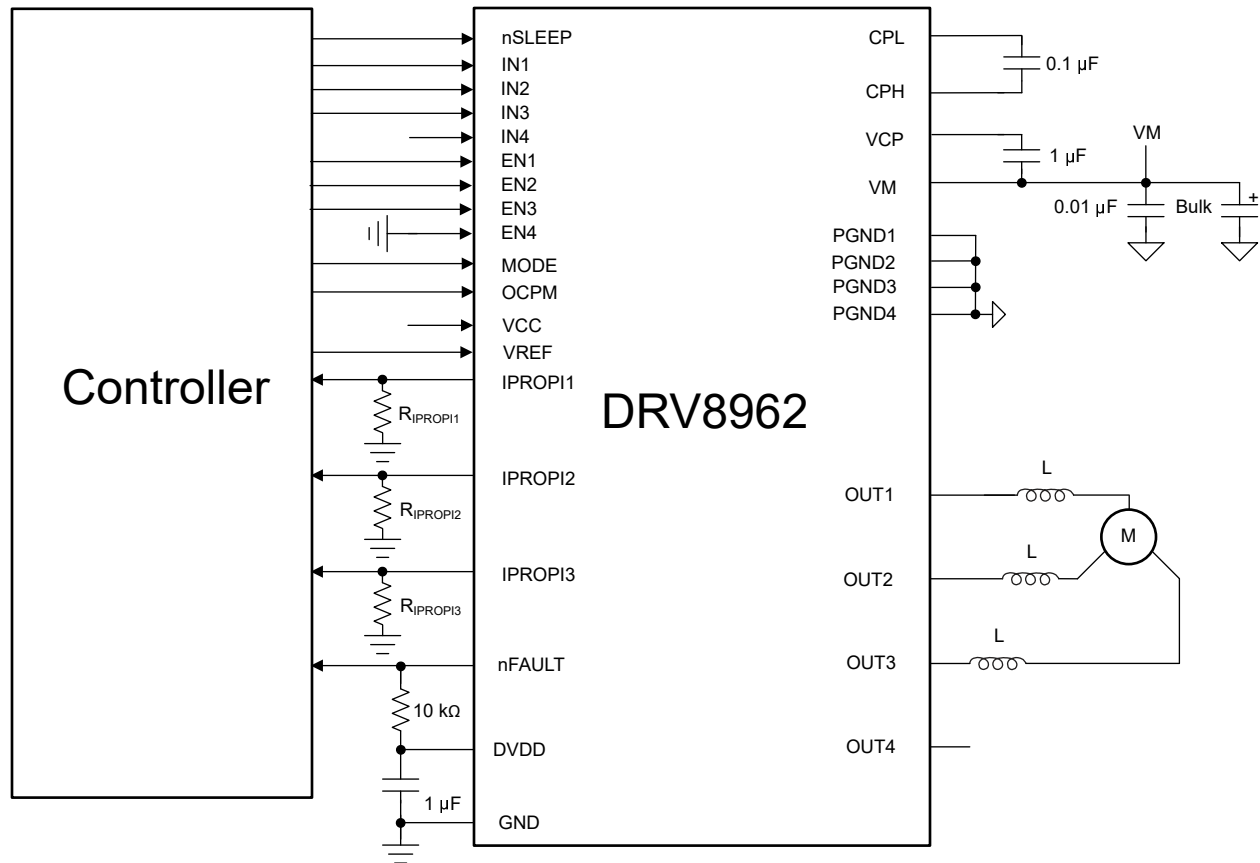 Controller
nSLEEP
IN1
IN2
IN3
IN4
EN1
EN2
EN3
EN4
MODE
OCPM
VCC
VREF
IPROPI1
RIPROPI1
IPROPI2
RIPROPI2
IPROPI3
RIPROPI3
nFAULT
10 kΩ
DVDD
1 µF
GND
DRV8962
CPL
0.1 µF
CPH
VCP
1 µF
VM
VM
0.01 µF
Bulk
+
PGND1
PGND2
PGND3
PGND4
OUT1
L
M
OUT2
L
OUT3
L
OUT4